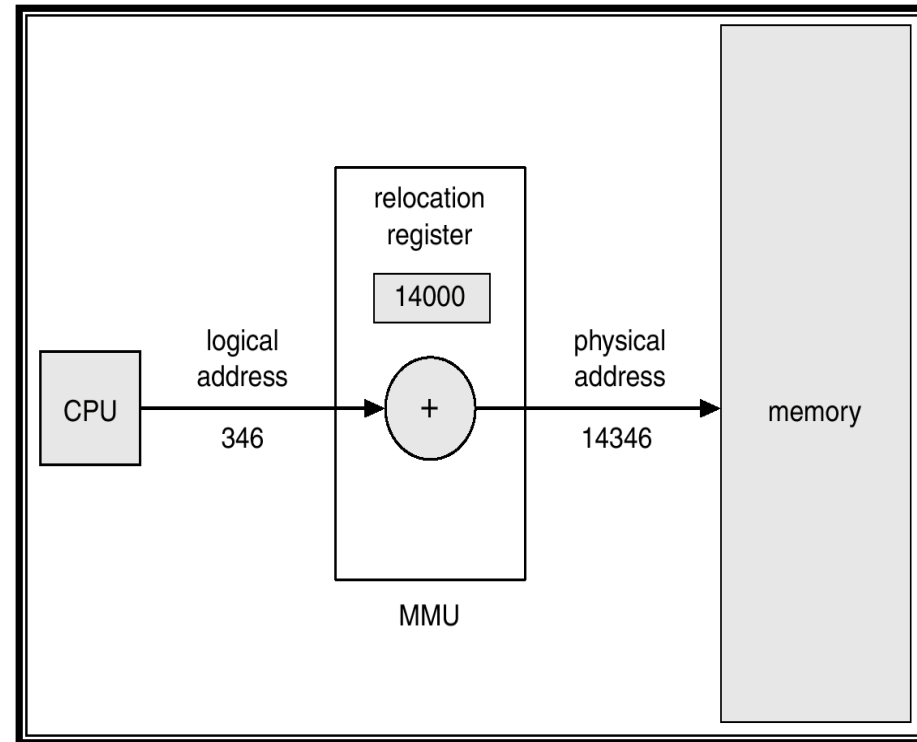 relocation
register
14000
logical
address
physical
address
CPU
+
memory
346
14346
MMU